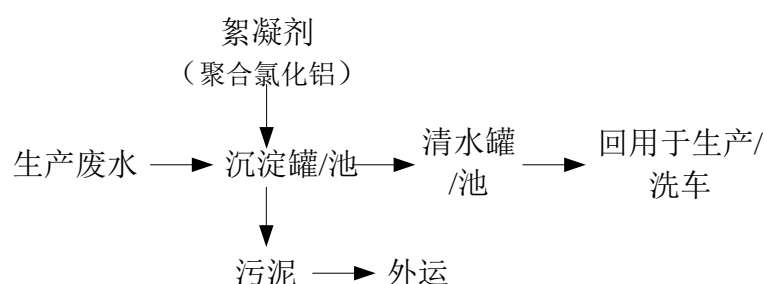 絮凝剂
（聚合氯化铝）
生产废水
沉淀罐/池
清水罐
/池
回用于生产/
洗车
污泥
外运